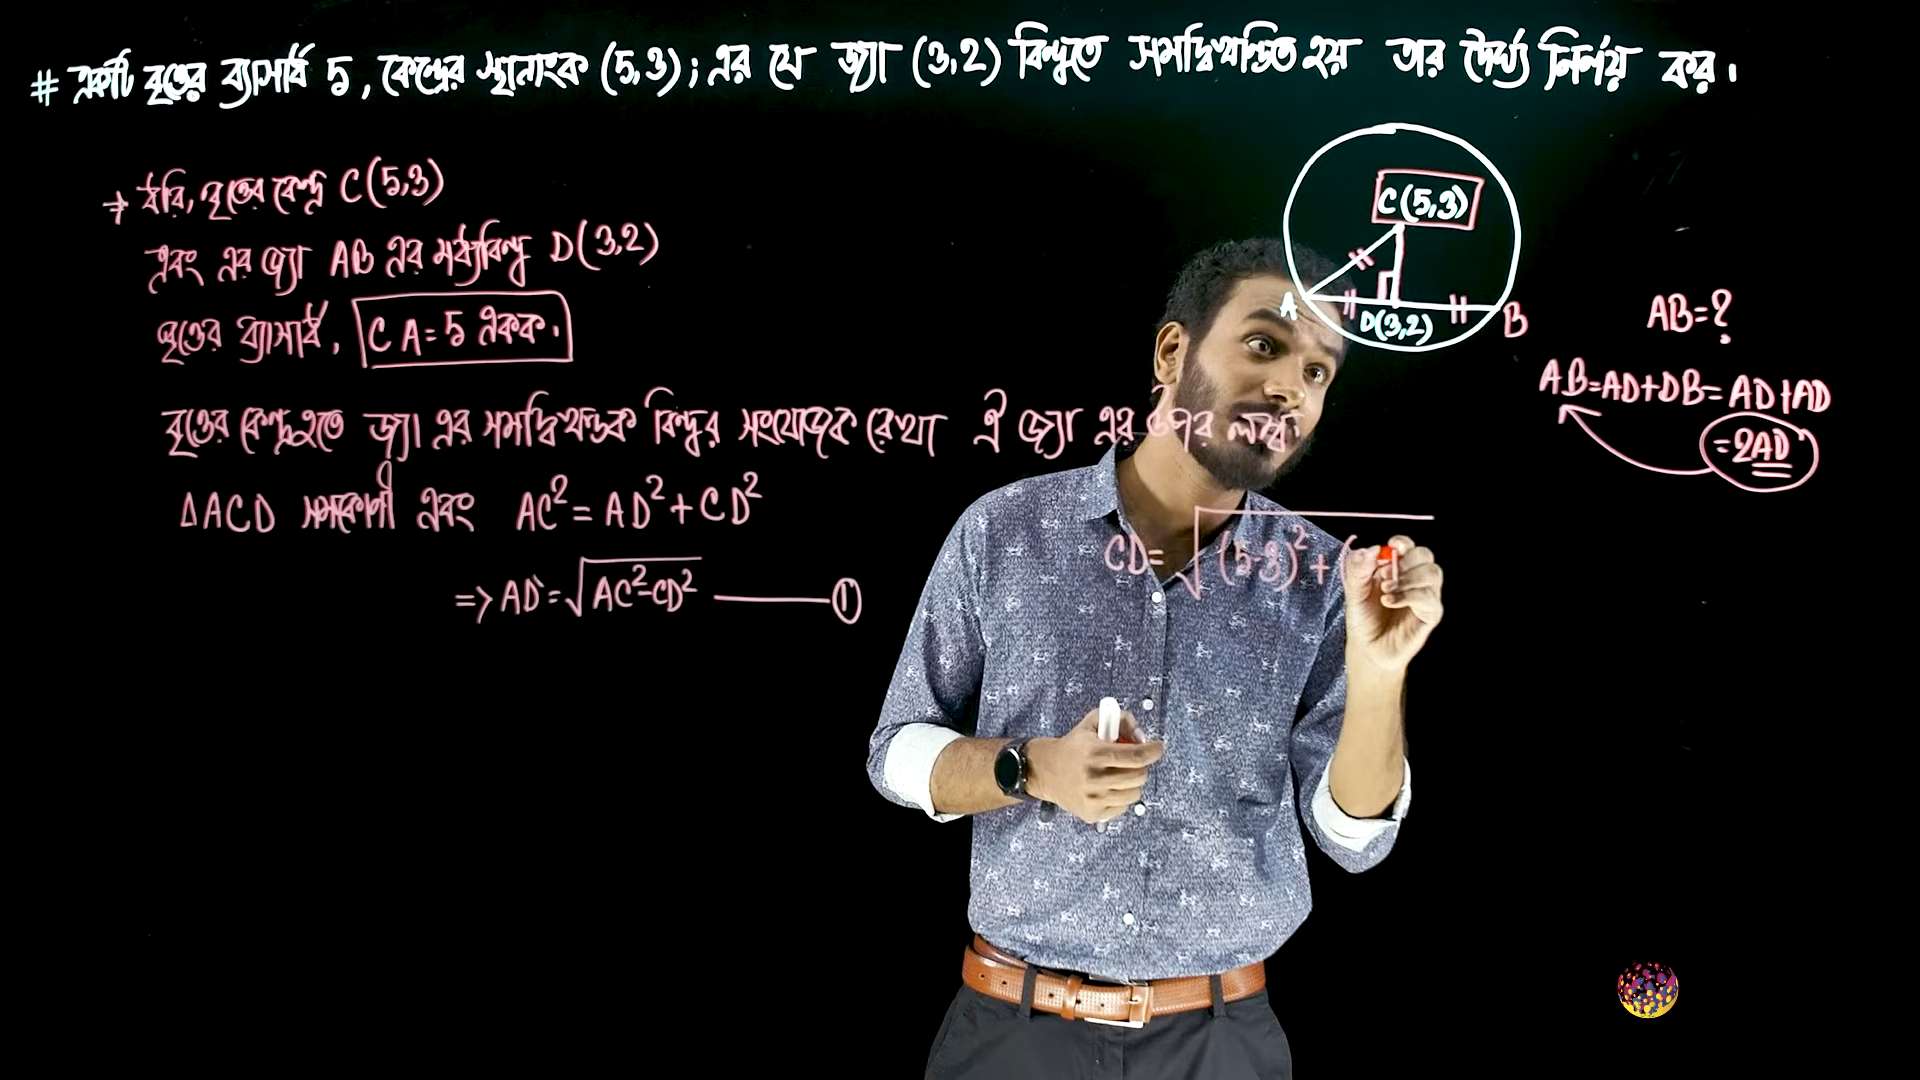 # একটি বৃত্তের ব্যাসার্ধ 5, কেন্দ্রের স্থানাংক (5,3); এর যে জ্যা (3,2) বিন্দুতে সমদ্বিখণ্ডিত হয় তার দৈর্ঘ্য নির্ণয় কর।
→ ধরি, বৃত্তের কেন্দ্র C(5,3)
এবং এর জ্যা AB এর মধ্যবিন্দু D(3,2)
বৃত্তের ব্যাসার্ধ, CA=5 একক।
বৃত্তের কেন্দ্র হতে জ্যা এর সমদ্বিখণ্ডক বিন্দুর সংযোজক রেখা ঐ জ্যা এর উপর লম্ব।
ΔACD সমকোণী এবং AC²=AD²+CD²
=> AD=√AC²-CD² ——— ①
CD=√(5-3)²+(
C(5,3)
A
D(3,2)
B
AB=?
AB=AD+DB=AD+AD
=2AD